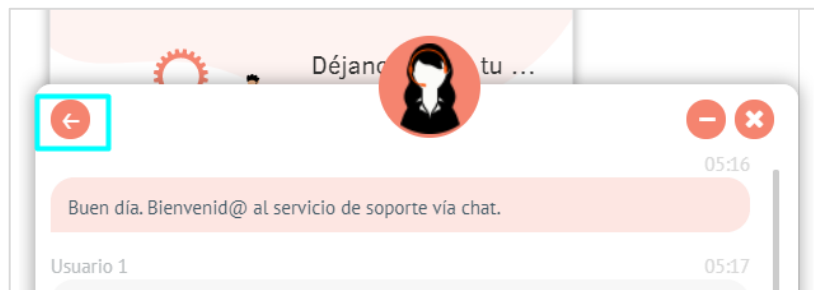 Déjan tu ...
05:16
Buen día. Bienvenid@ al servicio de soporte vía chat.
Usuario 1
05:17